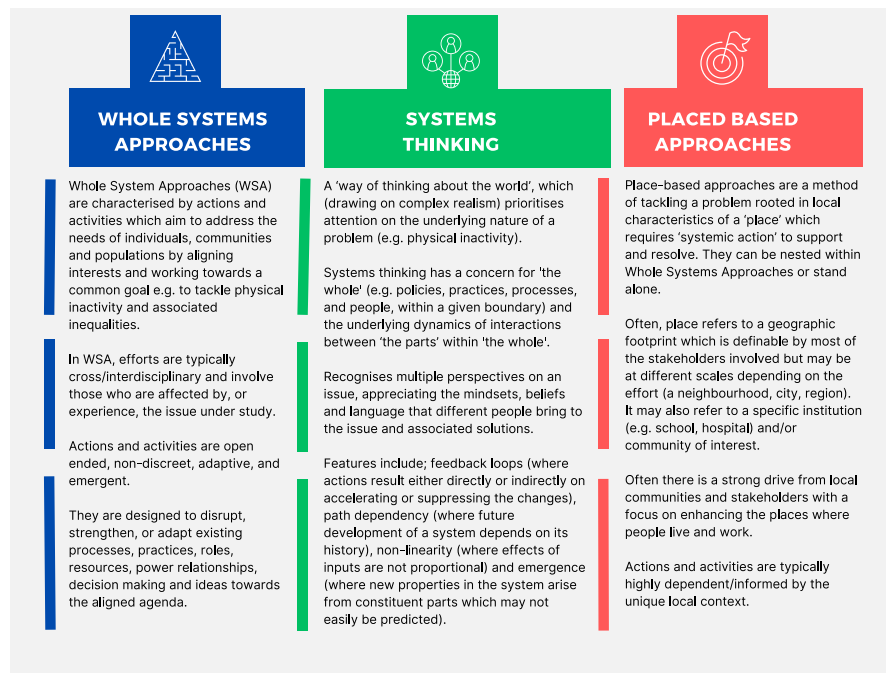 WHOLE SYSTEMS
APPROACHES
Whole System Approaches (WSA)
are characterised by actions and
activities which aim to address the
needs of individuals, communities
and populations by aligning
interests and working towards a
common goal e.g. to tackle physical
inactivity and associated
inequalities.
In WSA, efforts are typically
cross/interdisciplinary and involve
those who are affected by, or
experience, the issue under study.
Actions and activities are open
ended, non-discreet, adaptive, and
emergent.
They are designed to disrupt,
strengthen, or adapt existing
processes, practices, roles,
resources, power relationships,
decision making and ideas towards
the aligned agenda.
SYSTEMS
THINKING
A ‘way of thinking about the world’, which
(drawing on complex realism) prioritises
attention on the underlying nature of a
problem (e.g. physical inactivity).
Systems thinking has a concern for 'the
whole' (e.g. policies, practices, processes,
and people, within a given boundary) and
the underlying dynamics of interactions
between ‘the parts’ within 'the whole'.
Recognises multiple perspectives on an
issue, appreciating the mindsets, beliefs
and language that different people bring to
the issue and associated solutions.
Features include; feedback loops (where
actions result either directly or indirectly on
accelerating or suppressing the changes),
path dependency (where future
development of a system depends on its
history), non-linearity (where effects of
inputs are not proportional) and emergence
(where new properties in the system arise
from constituent parts which may not
easily be predicted).
PLACED BASED
APPROACHES
Place-based approaches are a method
of tackling a problem rooted in local
characteristics of a ‘place’ which
requires ‘systemic action’ to support
and resolve. They can be nested within
Whole Systems Approaches or stand
alone.
Often, place refers to a geographic
footprint which is definable by most of
the stakeholders involved but may be
at different scales depending on the
effort (a neighbourhood, city, region).
It may also refer to a specific institution
(e.g. school, hospital) and/or
community of interest.
Often there is a strong drive from local
communities and stakeholders with a
focus on enhancing the places where
people live and work.
Actions and activities are typically
highly dependent/informed by the
unique local context.